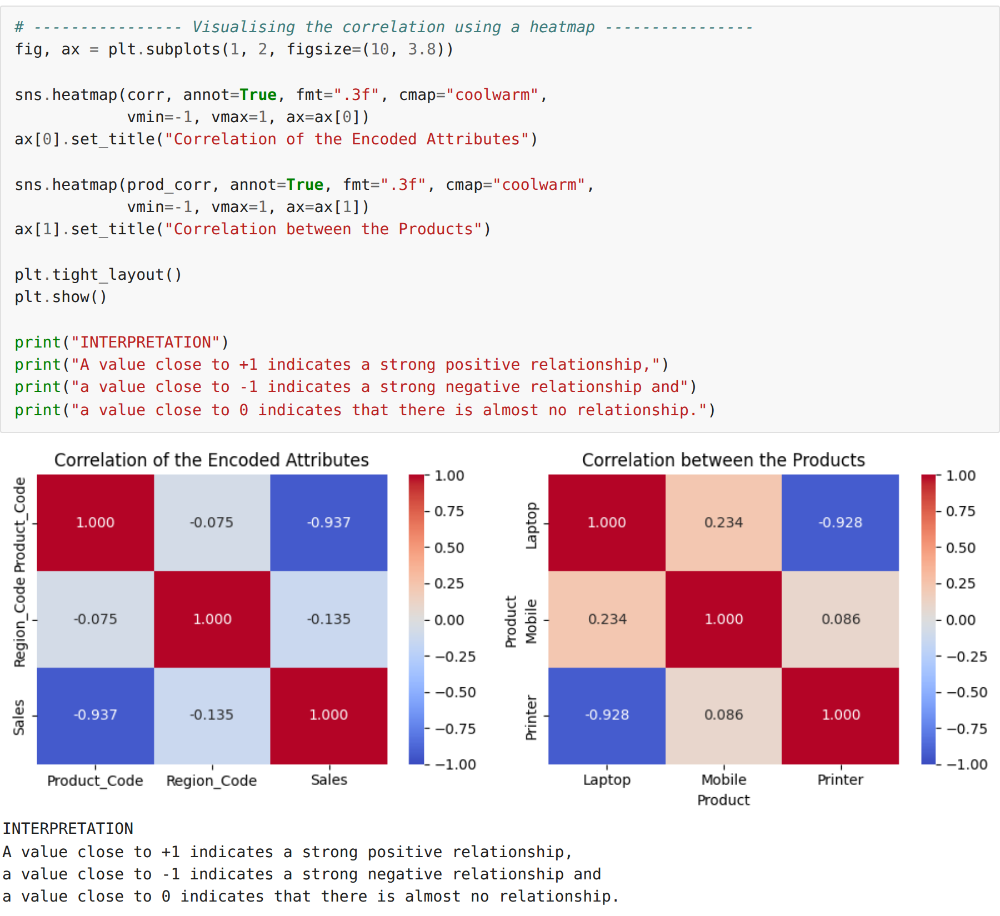 # ---------------- Visualising the correlation using a heatmap ----------------
fig, ax = plt.subplots(1, 2, figsize=(10, 3.8))
sns.heatmap(corr, annot=True, fmt=".3f", cmap="coolwarm",
            vmin=-1, vmax=1, ax=ax[0])
ax[0].set_title("Correlation of the Encoded Attributes")
sns.heatmap(prod_corr, annot=True, fmt=".3f", cmap="coolwarm",
            vmin=-1, vmax=1, ax=ax[1])
ax[1].set_title("Correlation between the Products")
plt.tight_layout()
plt.show()
print("INTERPRETATION")
print("A value close to +1 indicates a strong positive relationship,")
print("a value close to -1 indicates a strong negative relationship and")
print("a value close to 0 indicates that there is almost no relationship.")
Correlation of the Encoded Attributes
Product_Code
1.000 -0.075 -0.937
Region_Code
-0.075 1.000 -0.135
Sales
-0.937 -0.135 1.000
Product_Code Region_Code Sales
1.00
0.75
0.50
0.25
0.00
−0.25
−0.50
−0.75
−1.00
Correlation between the Products
Product
Laptop
1.000 0.234 -0.928
Mobile
0.234 1.000 0.086
Printer
-0.928 0.086 1.000
Laptop Mobile Printer
Product
1.00
0.75
0.50
0.25
0.00
−0.25
−0.50
−0.75
−1.00
INTERPRETATION
A value close to +1 indicates a strong positive relationship,
a value close to -1 indicates a strong negative relationship and
a value close to 0 indicates that there is almost no relationship.